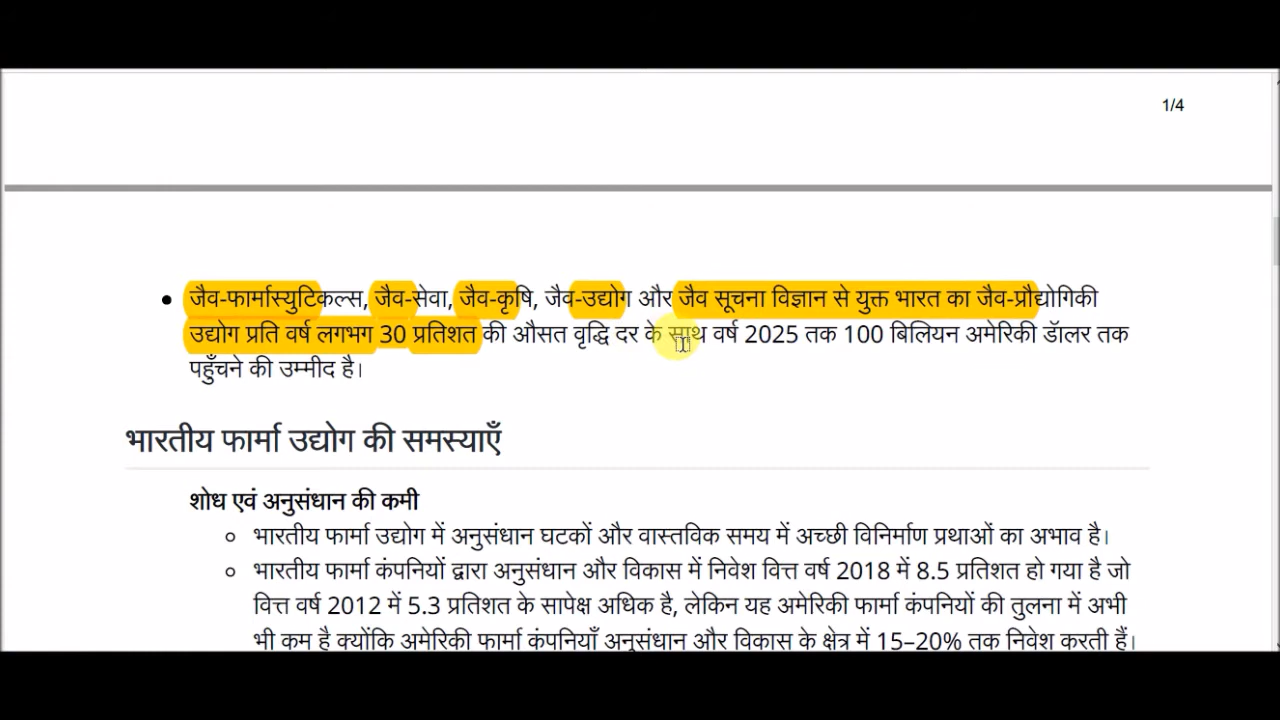 1/4
• जैव-फार्मास्युटिकल्स, जैव-सेवा, जैव-कृषि, जैव-उद्योग और जैव सूचना विज्ञान से युक्त भारत का जैव-प्रौद्योगिकी
उद्योग प्रति वर्ष लगभग 30 प्रतिशत की औसत वृद्धि दर के साथ वर्ष 2025 तक 100 बिलियन अमेरिकी डॅालर तक
पहुँचने की उम्मीद है।
भारतीय फार्मा उद्योग की समस्याएँ
शोध एवं अनुसंधान की कमी
○ भारतीय फार्मा उद्योग में अनुसंधान घटकों और वास्तविक समय में अच्छी विनिर्माण प्रथाओं का अभाव है।
○ भारतीय फार्मा कंपनियों द्वारा अनुसंधान और विकास में निवेश वित्त वर्ष 2018 में 8.5 प्रतिशत हो गया है जो
वित्त वर्ष 2012 में 5.3 प्रतिशत के सापेक्ष अधिक है, लेकिन यह अमेरिकी फार्मा कंपनियों की तुलना में अभी
भी कम है क्योंकि अमेरिकी फार्मा कंपनियाँ अनुसंधान और विकास के क्षेत्र में 15–20% तक निवेश करती हैं।